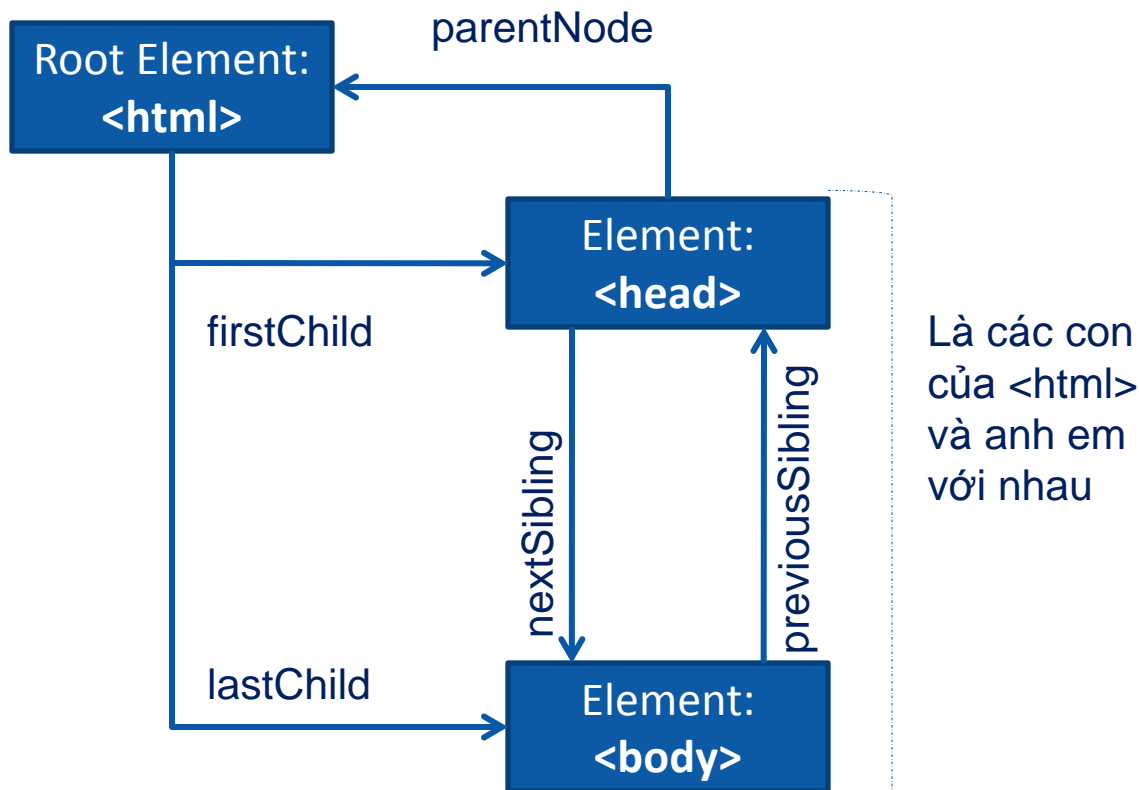 parentNode
Root Element:
<html>
Element:
<head>
firstChild
Là các con
của <html>
và anh em
với nhau
nextSibling
previousSibling
lastChild
Element:
<body>